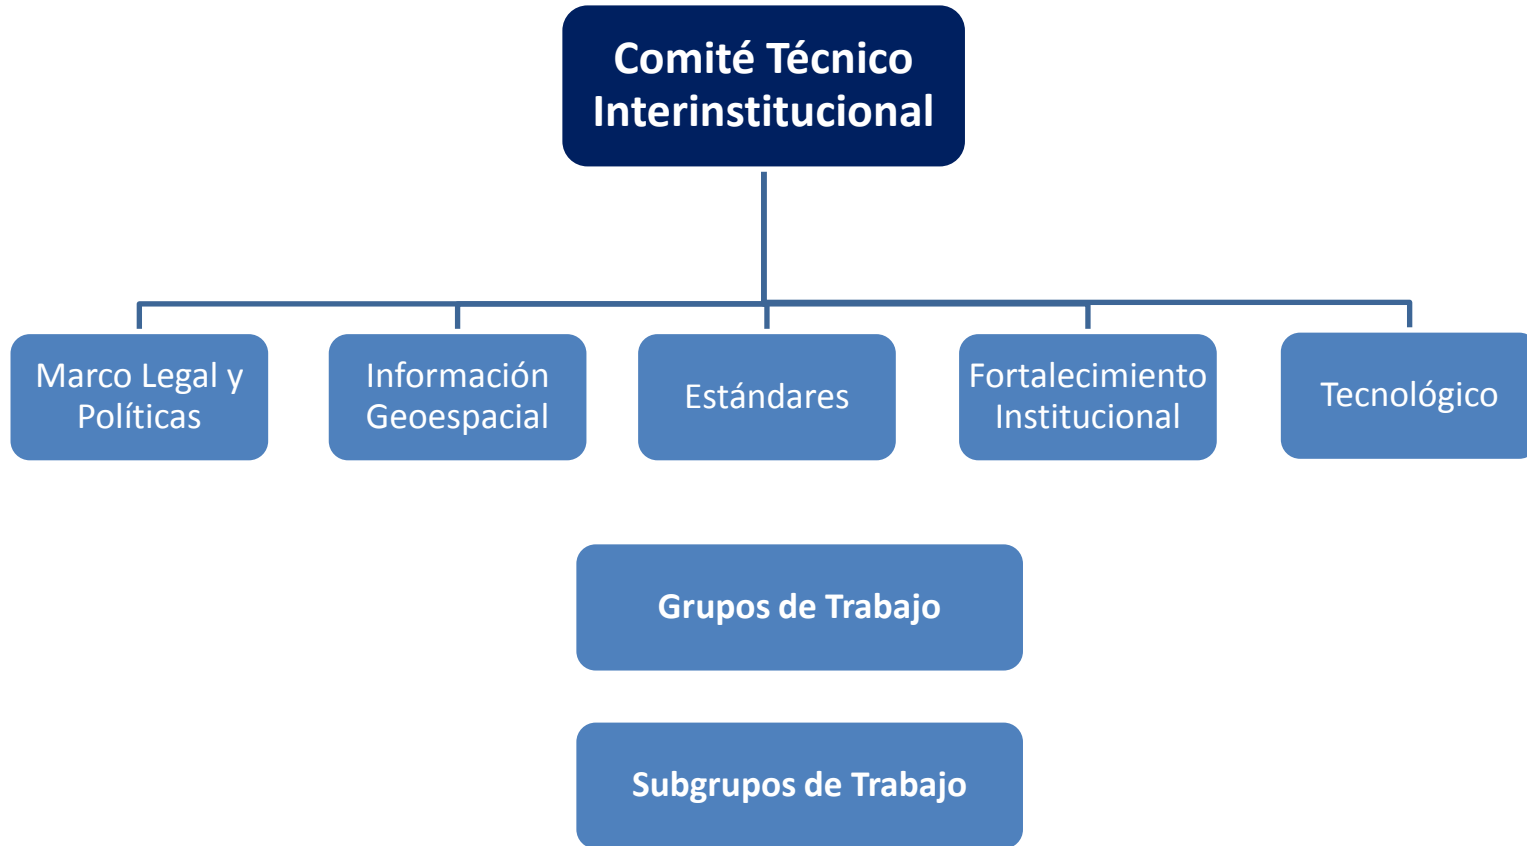 Comité Técnico
Interinstitucional
Marco Legal y
Políticas
Información
Geoespacial
Estándares
Fortalecimiento
Institucional
Tecnológico
Grupos de Trabajo
Subgrupos de Trabajo